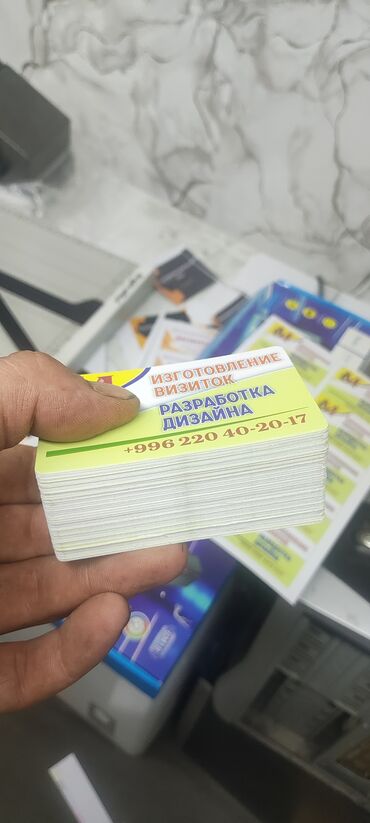 ИЗГОТОВЛЕНИЕ
ВИЗИТОК
РАЗРАБОТКА
ДИЗАЙНА
+996 220 40-20-17